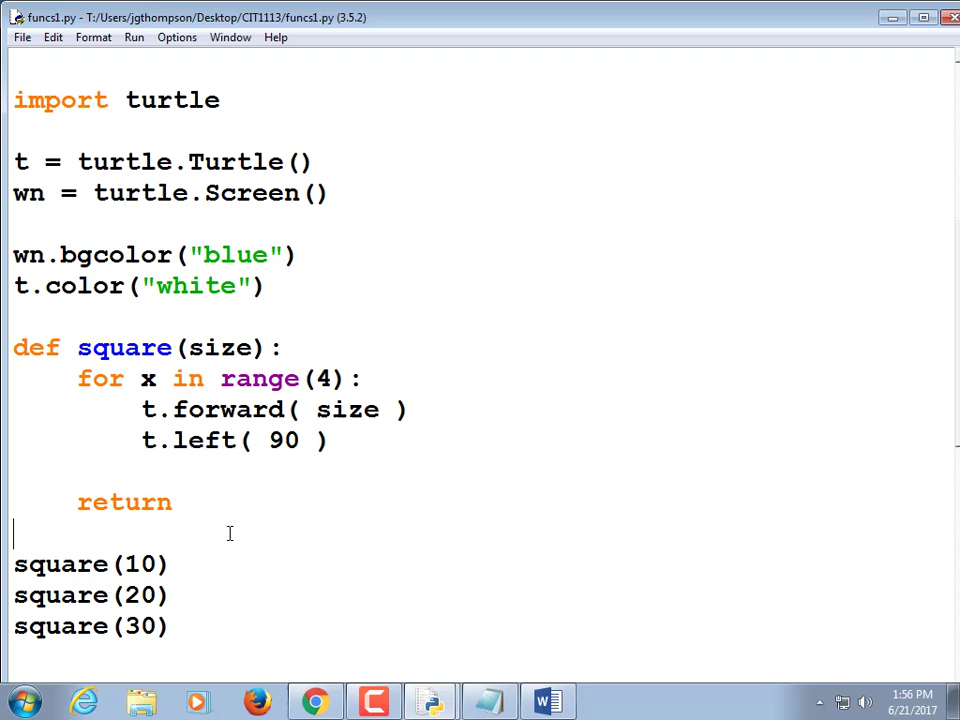 funcs1.py - T:/Users/jgthompson/Desktop/CIT1113/funcs1.py (3.5.2)
File Edit Format Run Options Window Help
import turtle
t = turtle.Turtle()
wn = turtle.Screen()
wn.bgcolor("blue")
t.color("white")
def square(size):
    for x in range(4):
        t.forward( size )
        t.left( 90 )
    return
square(10)
square(20)
square(30)
1:56 PM
6/21/2017